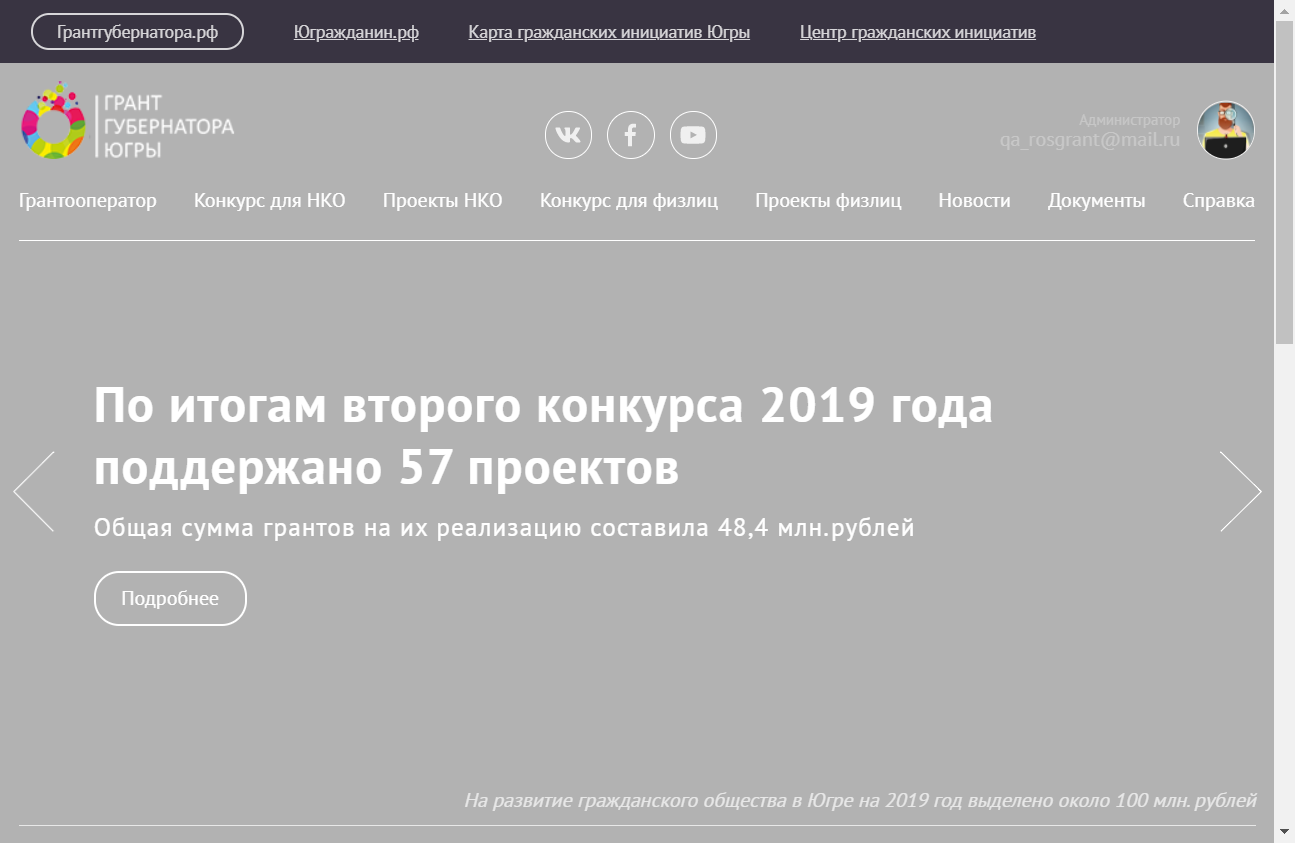 Грантгубернатора.рф Югражданин.рф Карта гражданских инициатив Югры Центр гражданских инициатив
ГРАНТ
ГУБЕРНАТОРА
ЮГРЫ
Администратор
qa_rosgrant@mail.ru
Грантооператор Конкурс для НКО Проекты НКО Конкурс для физлиц Проекты физлиц Новости Документы Справка
По итогам второго конкурса 2019 года
поддержано 57 проектов
Общая сумма грантов на их реализацию составила 48,4 млн.рублей
Подробнее
На развитие гражданского общества в Югре на 2019 год выделено около 100 млн. рублей